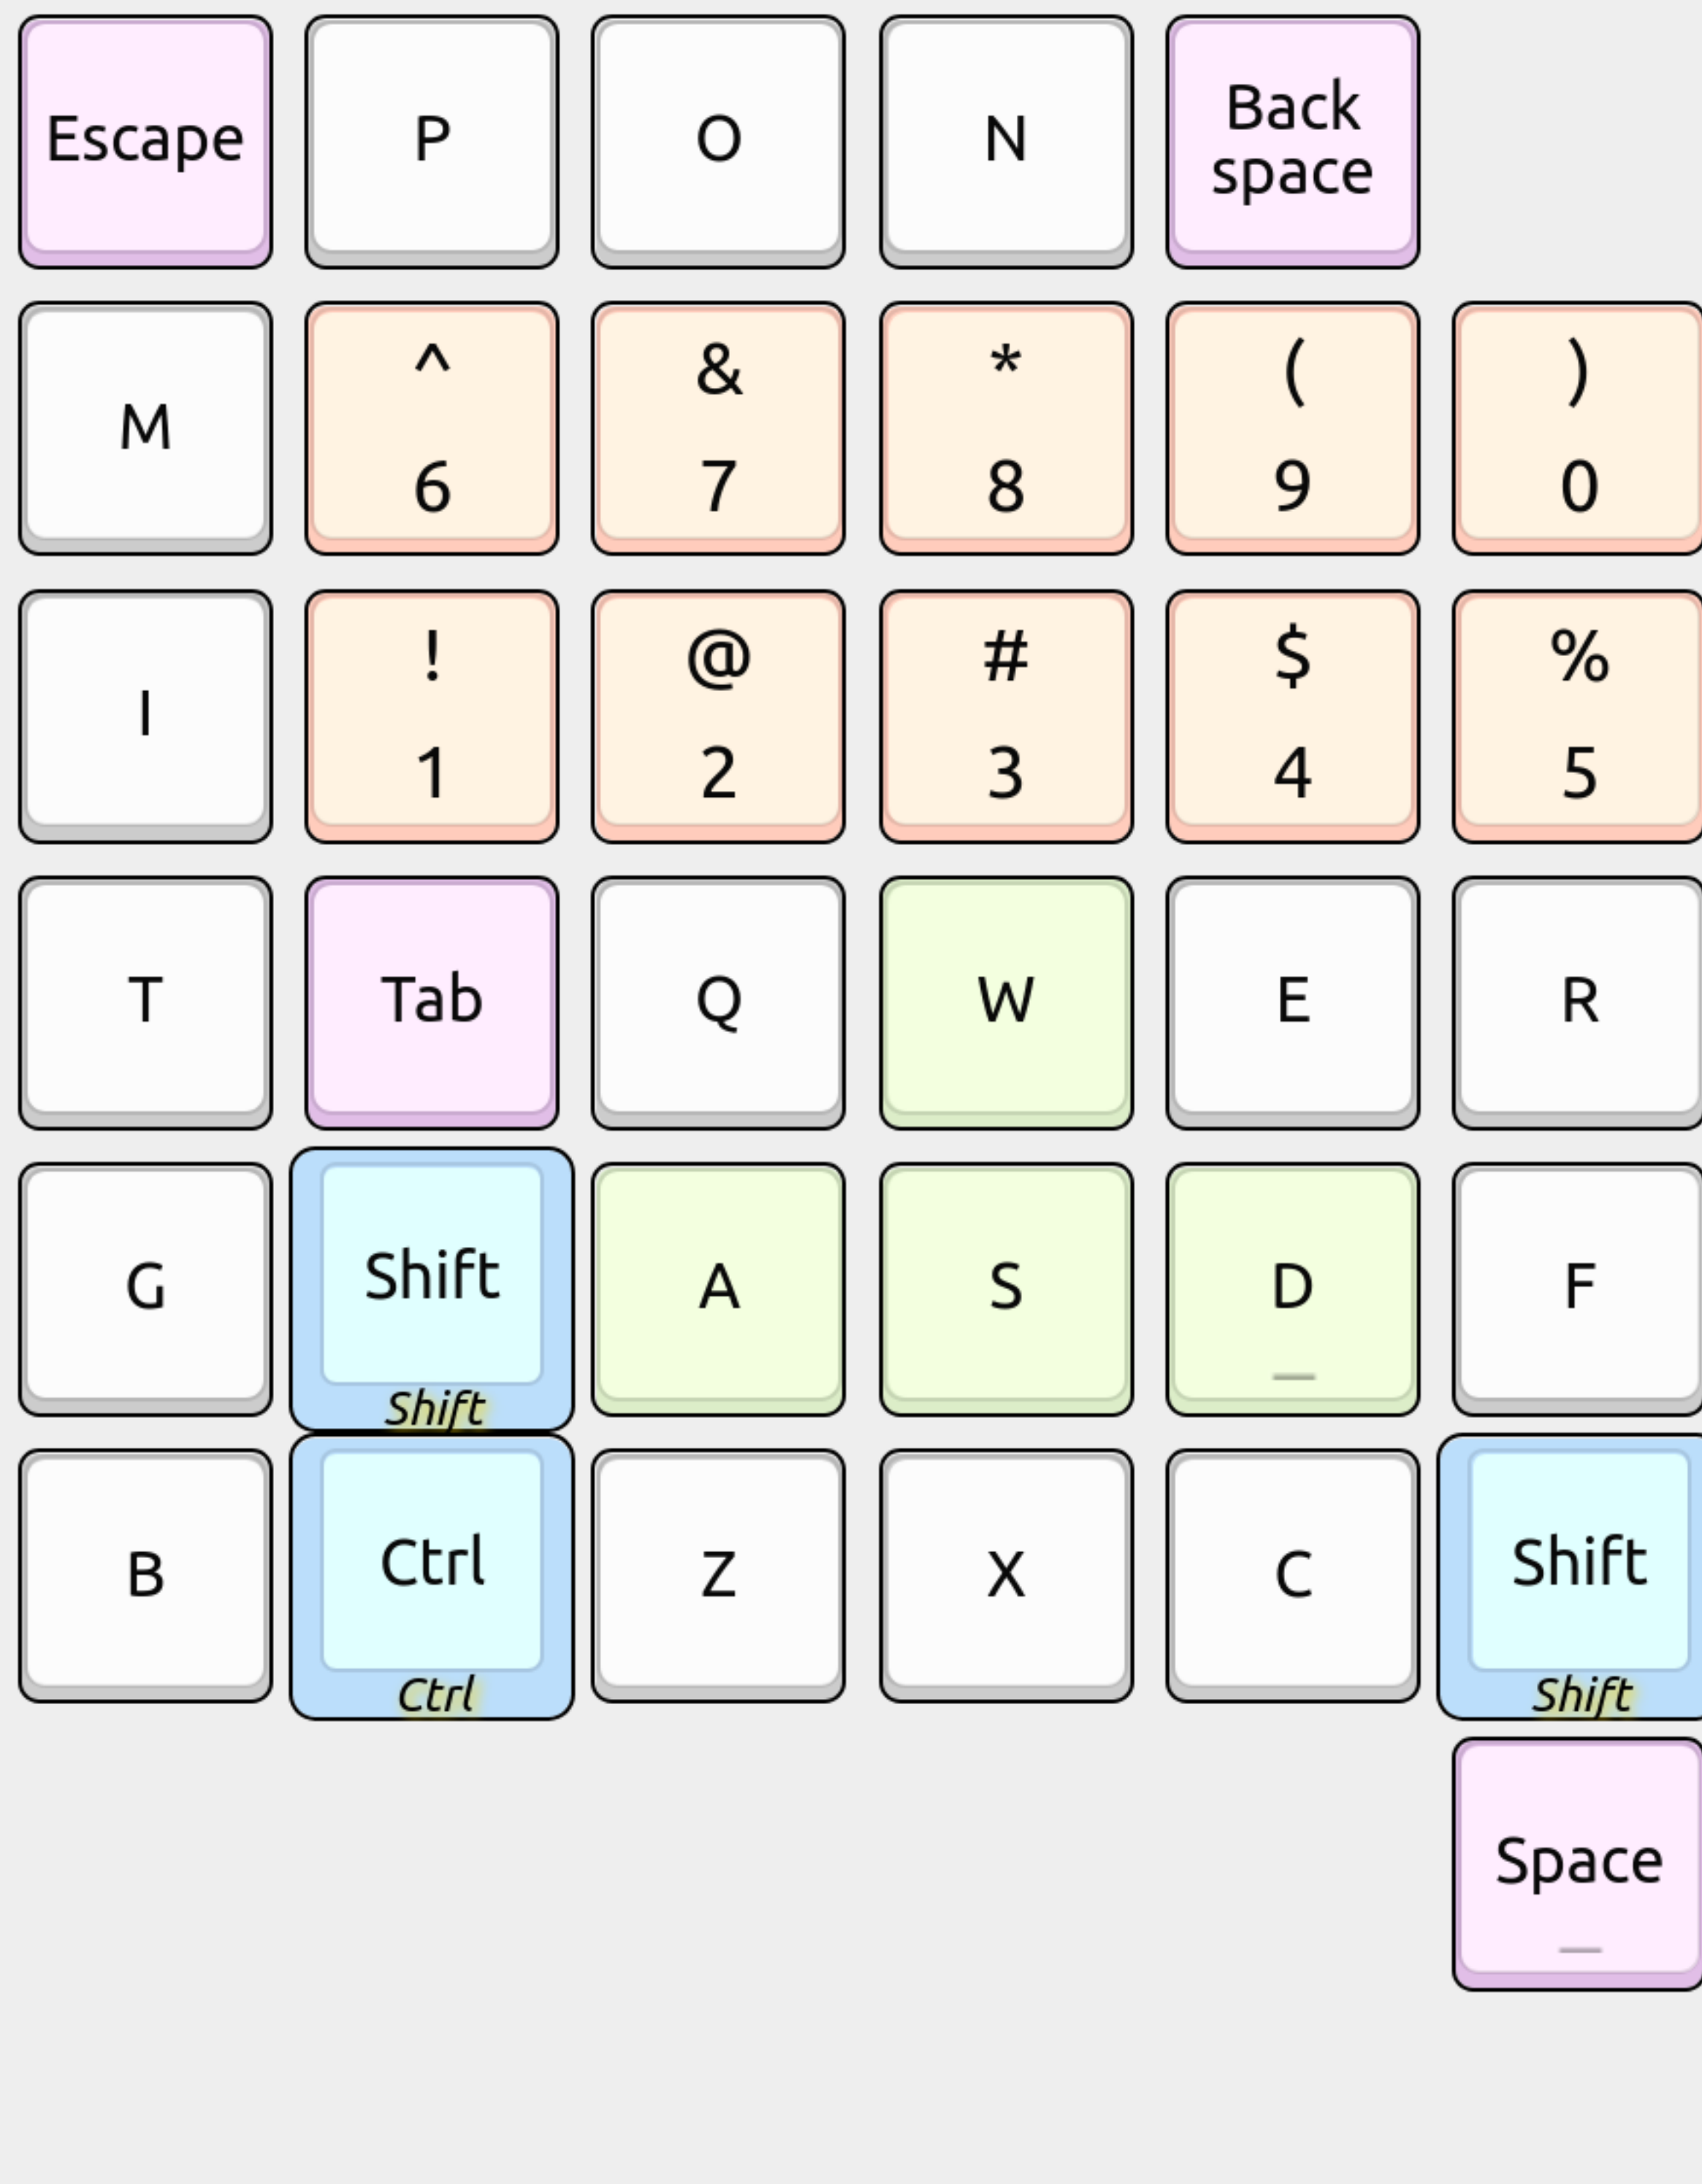 Escape P O N Back
space
M ^ & * ( )
6 7 8 9 0
I ! @ # $ %
1 2 3 4 5
T Tab Q W E R
G Shift A S D F
Shift
B Ctrl Z X C Shift
Ctrl Shift
Space